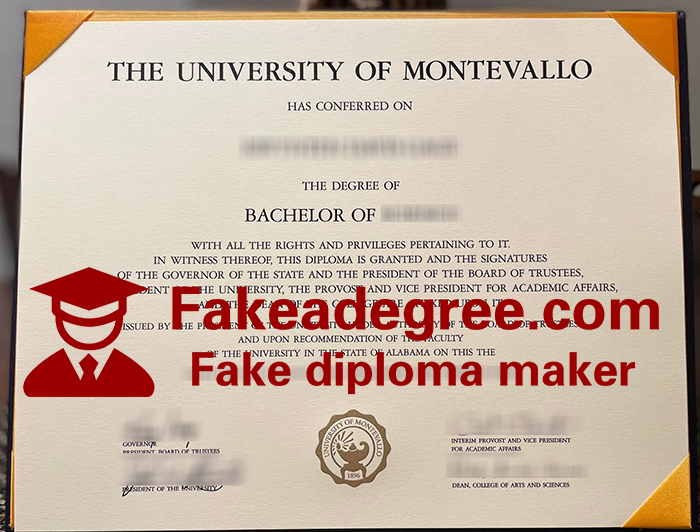 THE UNIVERSITY OF MONTEVALLO
HAS CONFERRED ON
THE DEGREE OF
BACHELOR OF
WITH ALL THE RIGHTS AND PRIVILEGES PERTAINING TO IT.
IN WITNESS THEREOF, THIS DIPLOMA IS GRANTED AND THE SIGNATURES
OF THE GOVERNOR OF THE STATE AND THE PRESIDENT OF THE BOARD OF TRUSTEES,
THE UNIVERSITY, THE PROVOST AND VICE PRESIDENT FOR ACADEMIC AFFAIRS,
Fakeadegree.com
ISSUED BY
AND UPON RECOMMENDATION OF THE FACULTY
OF THE UNIVERSITY IN THE STATE OF ALABAMA ON THIS THE
Fake diploma maker
GOVERNOR
PRESIDENT, BOARD OF TRUSTEES
PRESIDENT OF THE UNIVERSITY
UNIVERSITY OF MONTEVALLO
1896
INTERIM PROVOST AND VICE PRESIDENT
FOR ACADEMIC AFFAIRS
DEAN, COLLEGE OF ARTS AND SCIENCES